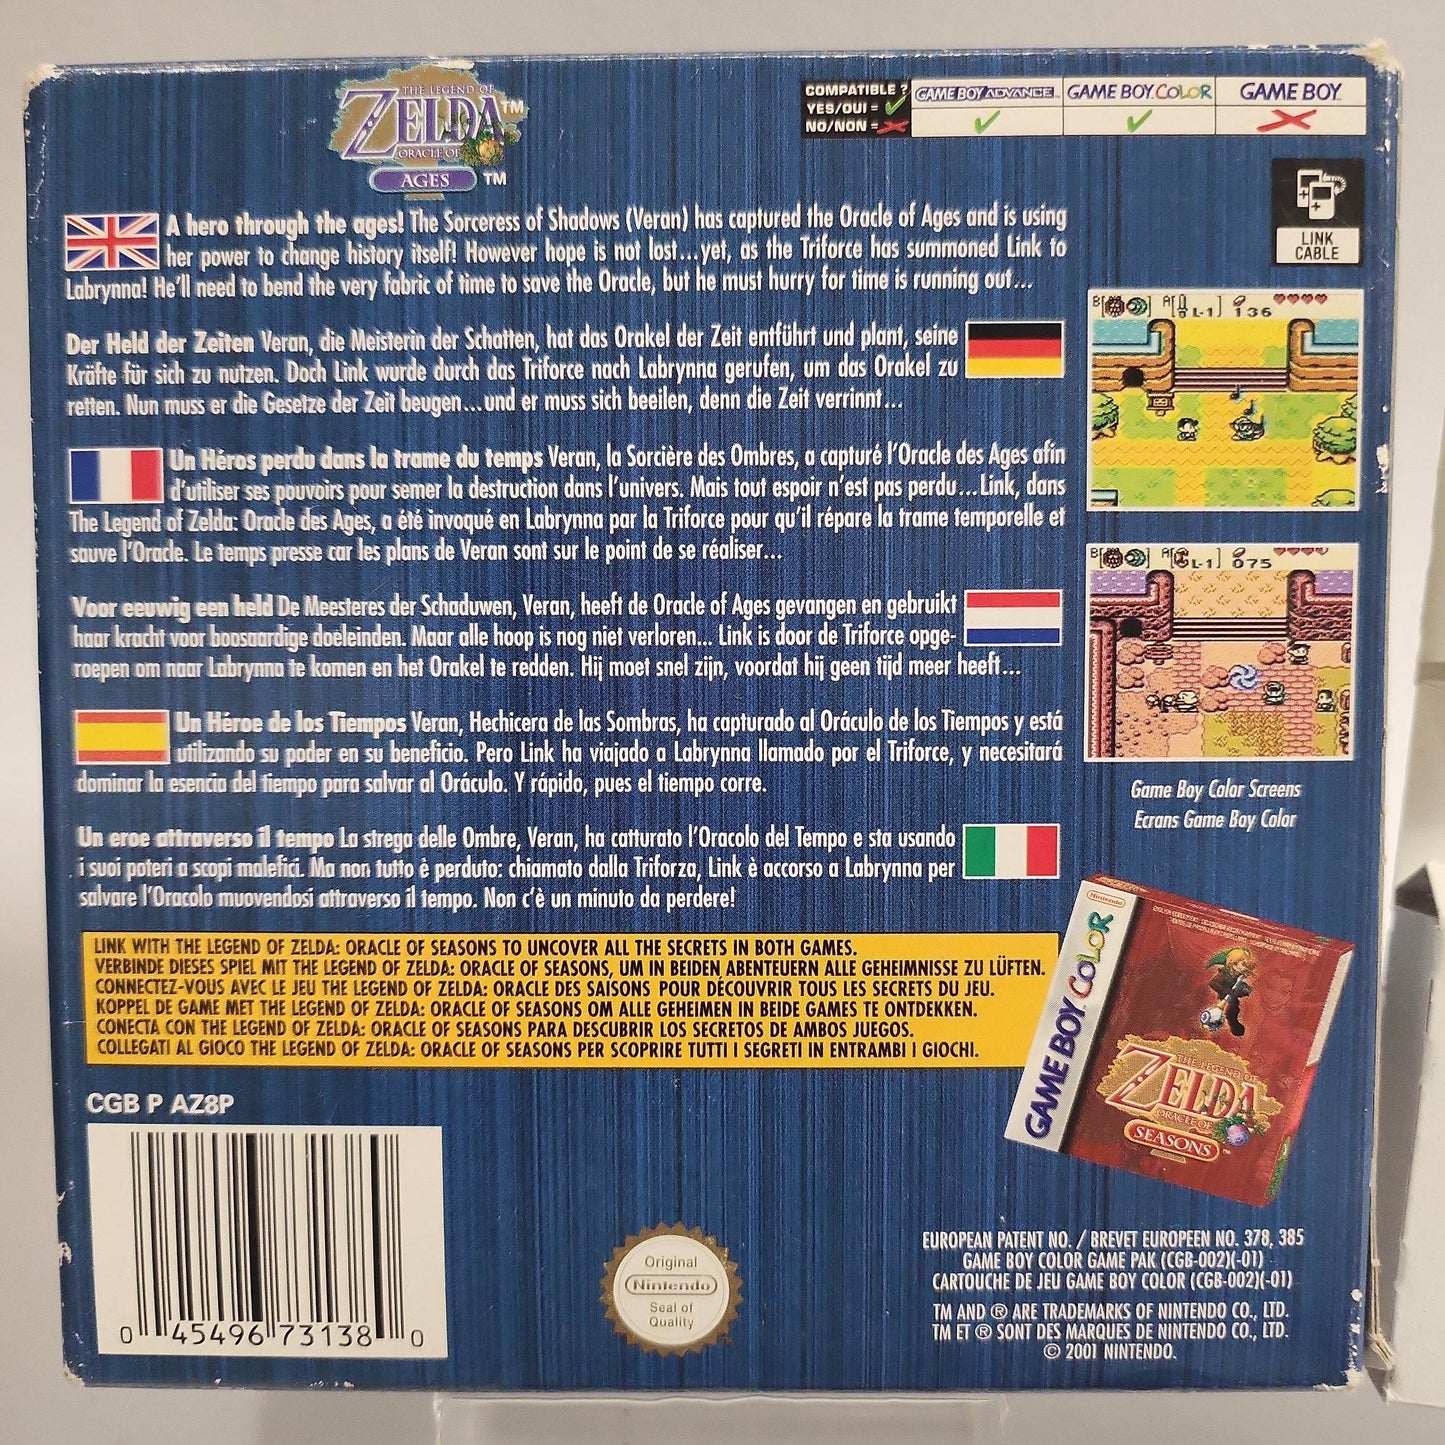 THE LEGEND OF
ZELDA™
ORACLE OF
AGES ™
COMPATIBLE ?
YES/OUI = ✓
NO/NON = ✗
GAME BOY ADVANCE
GAME BOY COLOR
GAME BOY
LINK
CABLE
A hero through the ages! The Sorceress of Shadows (Veran) has captured the Oracle of Ages and is using
her power to change history itself! However hope is not lost...yet, as the Triforce has summoned Link to
Labrynna! He'll need to bend the very fabric of time to save the Oracle, but he must hurry for time is running out...
Der Held der Zeiten Veran, die Meisterin der Schatten, hat das Orakel der Zeit entführt und plant, seine
Kräfte für sich zu nutzen. Doch Link wurde durch das Triforce nach Labrynna gerufen, um das Orakel zu
retten. Nun muss er die Gesetze der Zeit beugen...und er muss sich beeilen, denn die Zeit verrinnt...
Un Héros perdu dans la trame du temps Veran, la Sorcière des Ombres, a capturé l'Oracle des Ages afin
d'utiliser ses pouvoirs pour semer la destruction dans l'univers. Mais tout espoir n'est pas perdu...Link, dans
The Legend of Zelda: Oracle des Ages, a été invoqué en Labrynna par la Triforce pour qu'il répare la trame temporelle et
sauve l'Oracle. Le temps presse car les plans de Veran sont sur le point de se réaliser...
Voor eeuwig een held De Meesteres der Schaduwen, Veran, heeft de Oracle of Ages gevangen en gebruikt
haar kracht voor boosaardige doeleinden. Maar alle hoop is nog niet verloren... Link is door de Triforce opge-
roepen om naar Labrynna te komen en het Orakel te redden. Hij moet snel zijn, voordat hij geen tijd meer heeft...
Un Héroe de los Tiempos Veran, Hechicera de las Sombras, ha capturado al Oráculo de los Tiempos y está
utilizando su poder en su beneficio. Pero Link ha viajado a Labrynna llamado por el Triforce, y necesitará
dominar la esencia del tiempo para salvar al Oráculo. Y rápido, pues el tiempo corre.
Un eroe attraverso il tempo La strega delle Ombre, Veran, ha catturato l'Oracolo del Tempo e sta usando
i suoi poteri a scopi malefici. Ma non tutto è perduto: chiamato dalla Triforza, Link è accorso a Labrynna per
salvare l'Oracolo muovendosi attraverso il tempo. Non c'è un minuto da perdere!
B[ ] A[ L-1] 136
B[ ] A[ L-1] 075
Game Boy Color Screens
Ecrans Game Boy Color
LINK WITH THE LEGEND OF ZELDA: ORACLE OF SEASONS TO UNCOVER ALL THE SECRETS IN BOTH GAMES.
VERBINDE DIESES SPIEL MIT THE LEGEND OF ZELDA: ORACLE OF SEASONS, UM IN BEIDEN ABENTEUERN ALLE GEHEIMNISSE ZU LÜFTEN.
CONNECTEZ-VOUS AVEC LE JEU THE LEGEND OF ZELDA: ORACLE DES SAISONS POUR DÉCOUVRIR TOUS LES SECRETS DU JEU.
KOPPEL DE GAME MET THE LEGEND OF ZELDA: ORACLE OF SEASONS OM ALLE GEHEIMEN IN BEIDE GAMES TE ONTDEKKEN.
CONECTA CON THE LEGEND OF ZELDA: ORACLE OF SEASONS PARA DESCUBRIR LOS SECRETOS DE AMBOS JUEGOS.
COLLEGATI AL GIOCO THE LEGEND OF ZELDA: ORACLE OF SEASONS PER SCOPRIRE TUTTI I SEGRETI IN ENTRAMBI I GIOCHI.
Nintendo
GAME BOY COLOR
THE LEGEND OF
ZELDA
ORACLE OF
SEASONS ™
CGB P AZ8P
0 45496 73138 0
Original
Nintendo
Seal of
Quality
EUROPEAN PATENT NO. / BREVET EUROPEEN NO. 378, 385
GAME BOY COLOR GAME PAK (CGB-002)(-01)
CARTOUCHE DE JEU GAME BOY COLOR (CGB-002)(-01)
TM AND ® ARE TRADEMARKS OF NINTENDO CO., LTD.
TM ET ® SONT DES MARQUES DE NINTENDO CO., LTD.
© 2001 NINTENDO.